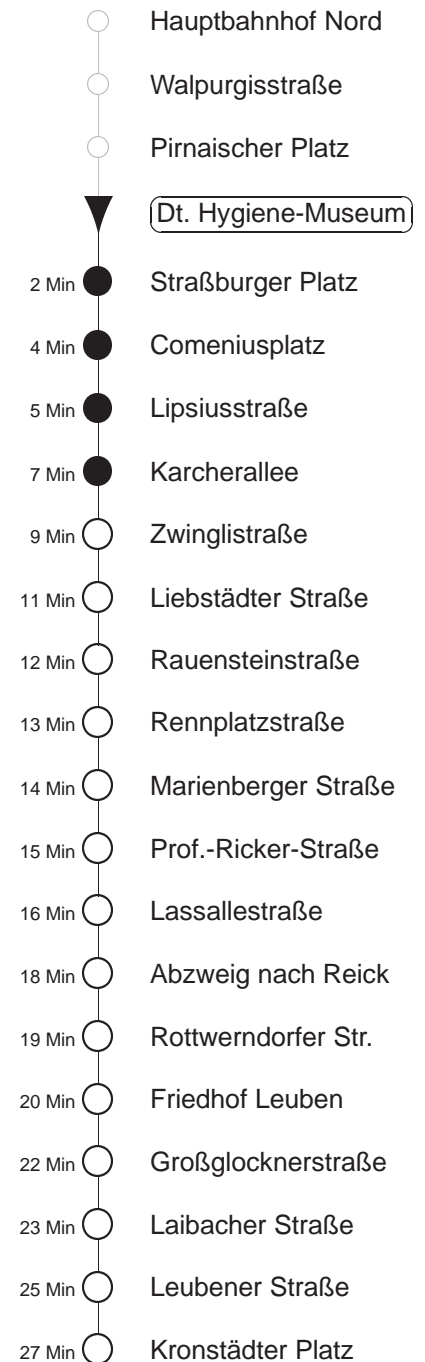 Hauptbahnhof Nord
Walpurgisstraße
Pirnaischer Platz
Dt. Hygiene-Museum
2 Min Straßburger Platz
4 Min Comeniusplatz
5 Min Lipsiusstraße
7 Min Karcherallee
9 Min Zwinglistraße
11 Min Liebstädter Straße
12 Min Rauensteinstraße
13 Min Rennplatzstraße
14 Min Marienberger Straße
15 Min Prof.-Ricker-Straße
16 Min Lassallestraße
18 Min Abzweig nach Reick
19 Min Rottwerndorfer Str.
20 Min Friedhof Leuben
22 Min Großglocknerstraße
23 Min Laibacher Straße
25 Min Leubener Straße
27 Min Kronstädter Platz